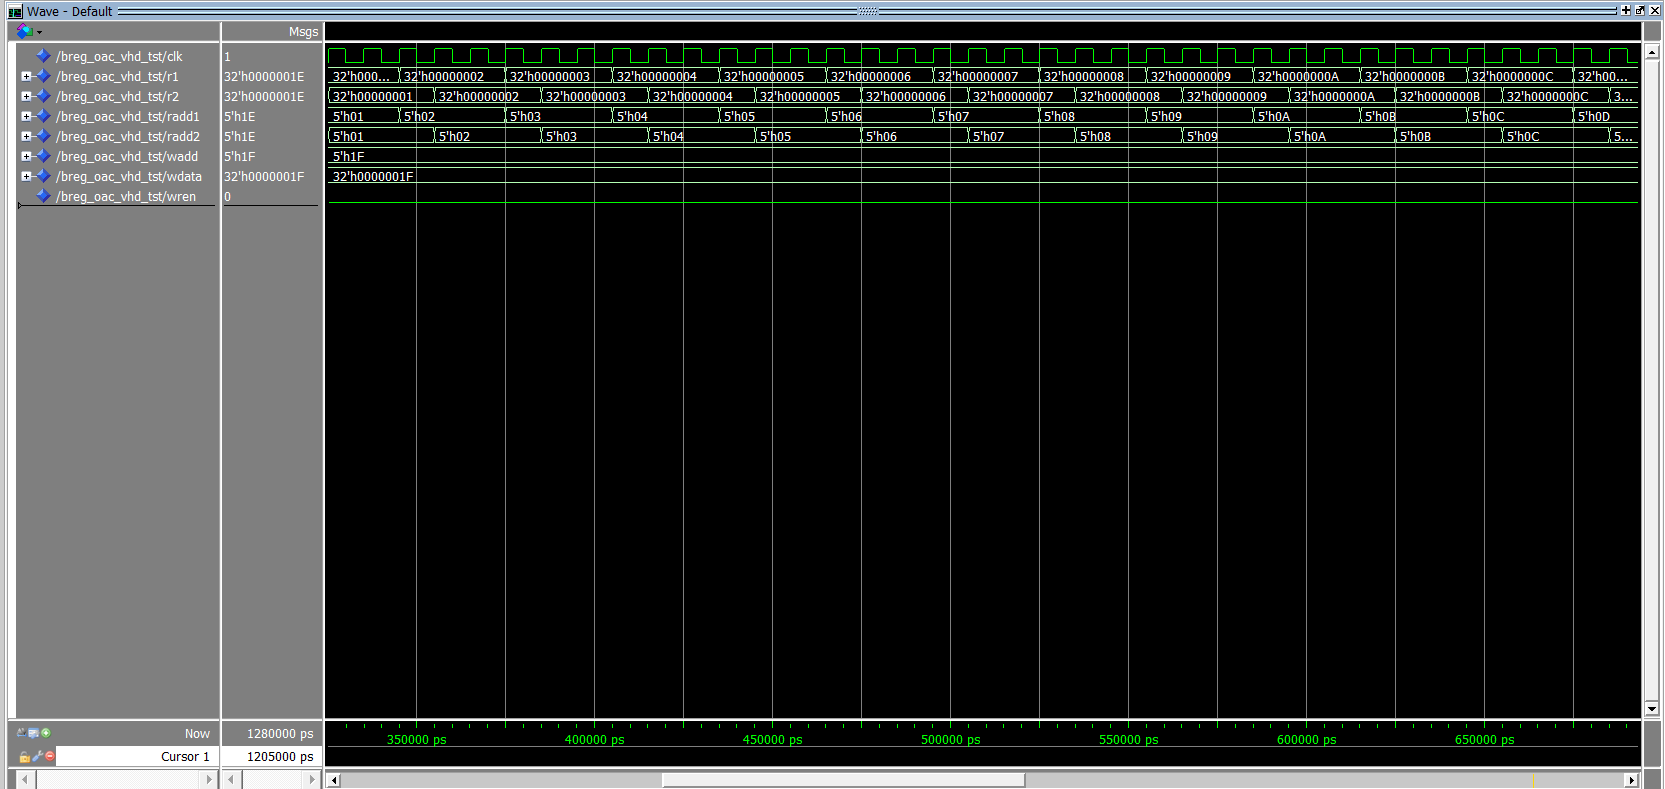 Wave - Default
Msgs
/breg_oac_vhd_tst/clk 1
/breg_oac_vhd_tst/r1 32'h0000001E 32'h000... 32'h00000002 32'h00000003 32'h00000004 32'h00000005 32'h00000006 32'h00000007 32'h00000008 32'h00000009 32'h0000000A 32'h0000000B 32'h0000000C 32'h00...
/breg_oac_vhd_tst/r2 32'h0000001E 32'h00000001 32'h00000002 32'h00000003 32'h00000004 32'h00000005 32'h00000006 32'h00000007 32'h00000008 32'h00000009 32'h0000000A 32'h0000000B 32'h0000000C 3...
/breg_oac_vhd_tst/radd1 5'h1E 5'h01 5'h02 5'h03 5'h04 5'h05 5'h06 5'h07 5'h08 5'h09 5'h0A 5'h0B 5'h0C 5'h0D
/breg_oac_vhd_tst/radd2 5'h1E 5'h01 5'h02 5'h03 5'h04 5'h05 5'h06 5'h07 5'h08 5'h09 5'h0A 5'h0B 5'h0C 5...
/breg_oac_vhd_tst/wadd 5'h1F 5'h1F
/breg_oac_vhd_tst/wdata 32'h0000001F 32'h0000001F
/breg_oac_vhd_tst/wren 0
Now 1280000 ps 350000 ps 400000 ps 450000 ps 500000 ps 550000 ps 600000 ps 650000 ps
Cursor 1 1205000 ps